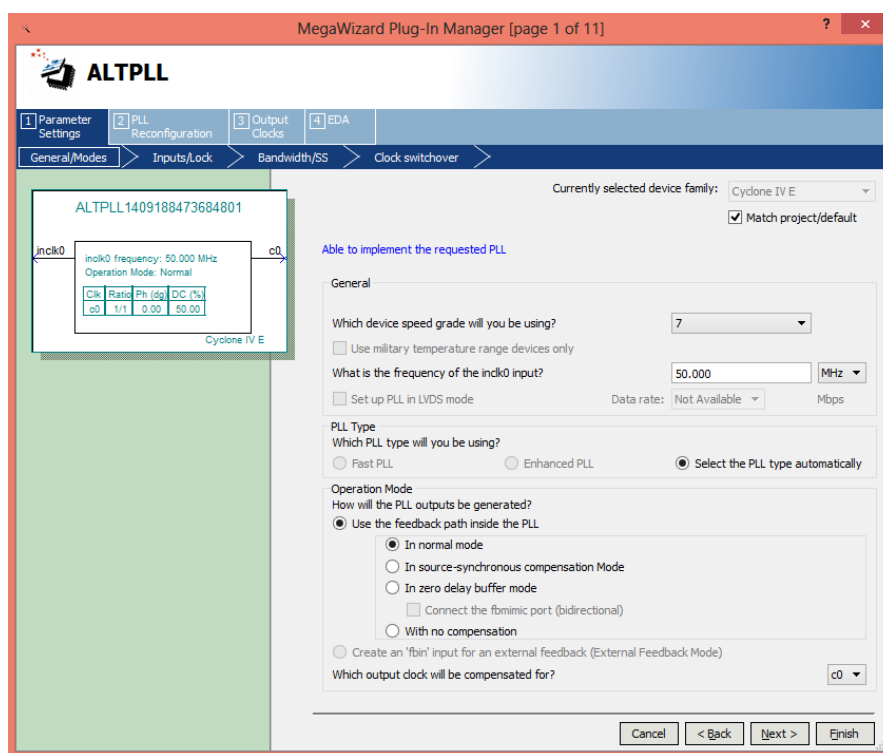 MegaWizard Plug-In Manager [page 1 of 11]
? ×
ALTPLL
1 Parameter Settings
2 PLL Reconfiguration
3 Output Clocks
4 EDA
General/Modes
Inputs/Lock
Bandwidth/SS
Clock switchover
ALTPLL1409188473684801
inclk0
c0
inclk0 frequency: 50.000 MHz
Operation Mode: Normal
Clk Ratio Ph (dg) DC (%)
c0 1/1 0.00 50.00
Cyclone IV E
Currently selected device family: Cyclone IV E
Match project/default
Able to implement the requested PLL
General
Which device speed grade will you be using? 7
Use military temperature range devices only
What is the frequency of the inclk0 input? 50.000 MHz
Set up PLL in LVDS mode Data rate: Not Available Mbps
PLL Type
Which PLL type will you be using?
Fast PLL Enhanced PLL Select the PLL type automatically
Operation Mode
How will the PLL outputs be generated?
Use the feedback path inside the PLL
In normal mode
In source-synchronous compensation Mode
In zero delay buffer mode
Connect the fbmimic port (bidirectional)
With no compensation
Create an 'fbin' input for an external feedback (External Feedback Mode)
Which output clock will be compensated for? c0
Cancel < Back Next > Finish